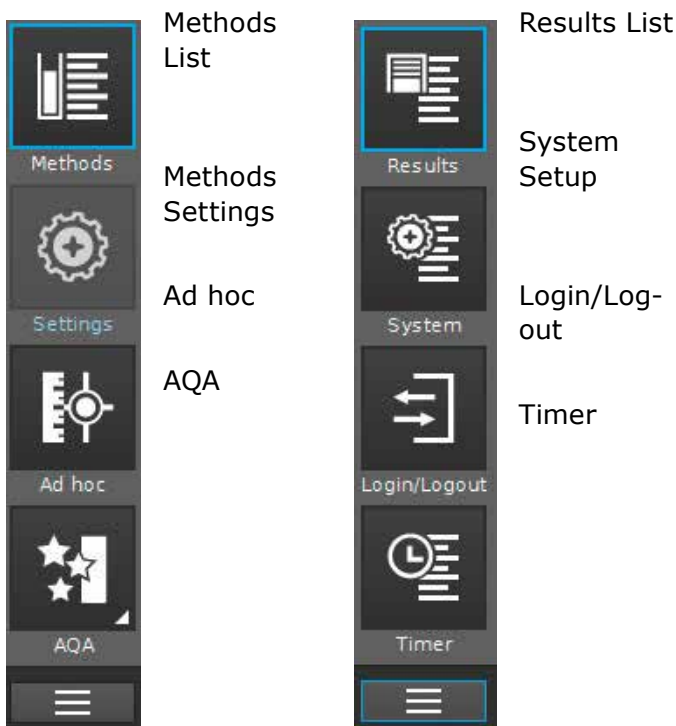 Methods
Settings
Ad hoc
AQA
Methods
List
Methods
Settings
Ad hoc
AQA
Results
System
Login/Logout
Timer
Results List
System
Setup
Login/Log-
out
Timer